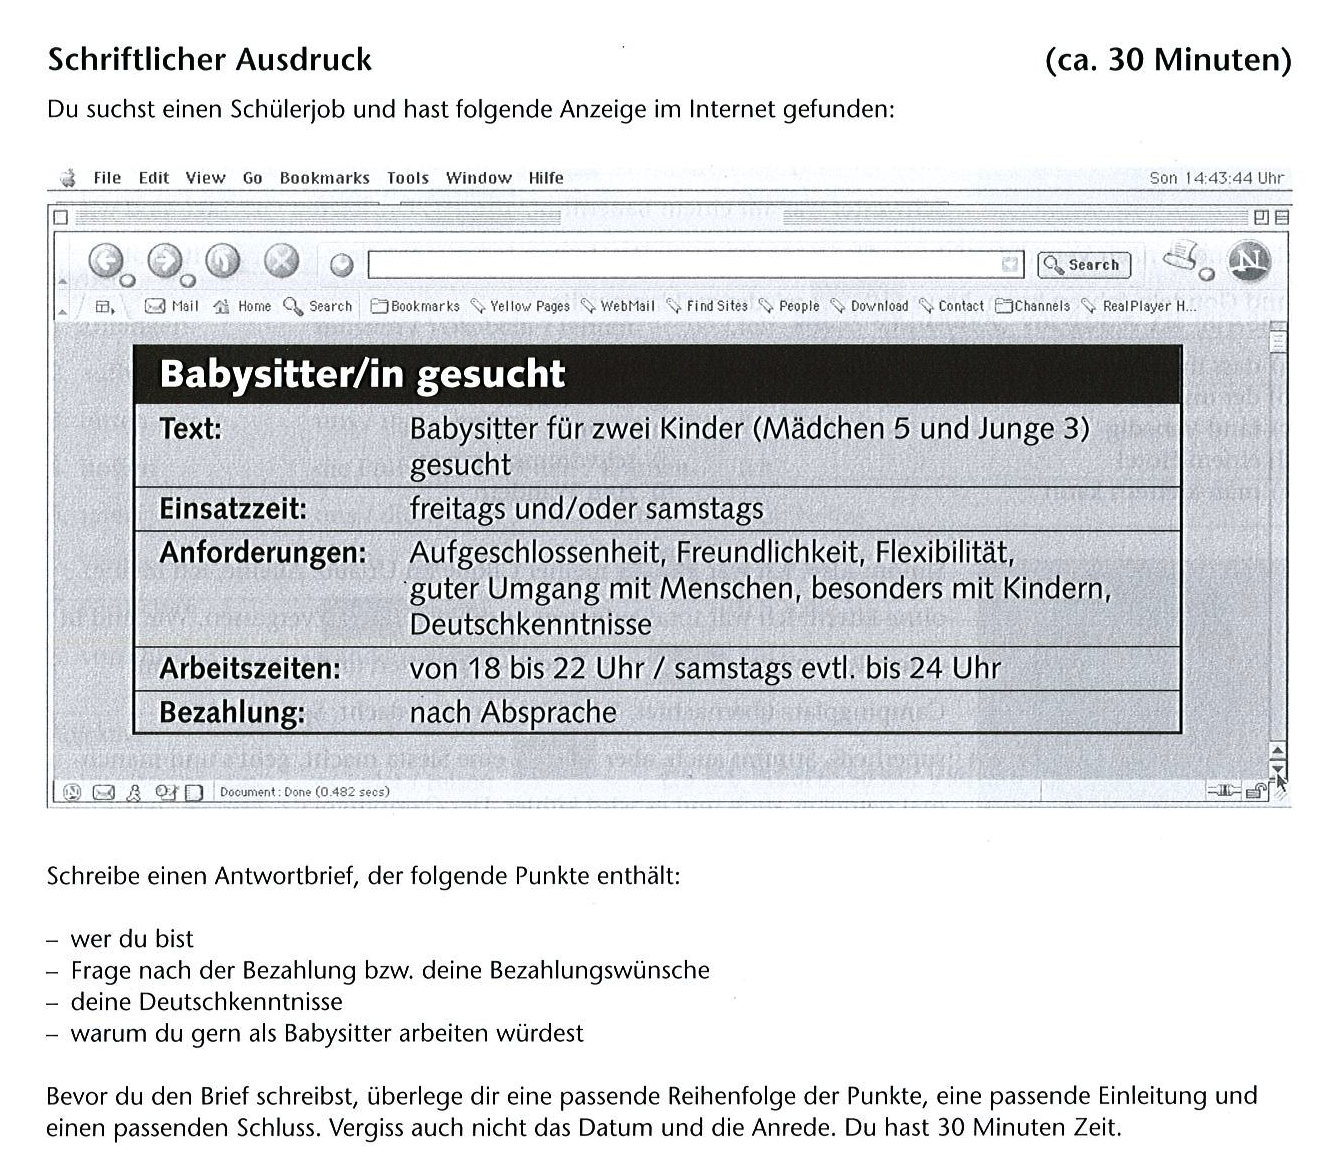 Schriftlicher Ausdruck (ca. 30 Minuten)
Du suchst einen Schülerjob und hast folgende Anzeige im Internet gefunden:
File Edit View Go Bookmarks Tools Window Hilfe Son 14:43:44 Uhr
Search
Mail Home Search Bookmarks Yellow Pages WebMail Find Sites People Download Contact Channels RealPlayer H...
Babysitter/in gesucht
Text: Babysitter für zwei Kinder (Mädchen 5 und Junge 3)
gesucht
Einsatzzeit: freitags und/oder samstags
Anforderungen: Aufgeschlossenheit, Freundlichkeit, Flexibilität,
guter Umgang mit Menschen, besonders mit Kindern,
Deutschkenntnisse
Arbeitszeiten: von 18 bis 22 Uhr / samstags evtl. bis 24 Uhr
Bezahlung: nach Absprache
Document: Done (0.482 secs)
Schreibe einen Antwortbrief, der folgende Punkte enthält:
– wer du bist
– Frage nach der Bezahlung bzw. deine Bezahlungswünsche
– deine Deutschkenntnisse
– warum du gern als Babysitter arbeiten würdest
Bevor du den Brief schreibst, überlege dir eine passende Reihenfolge der Punkte, eine passende Einleitung und
einen passenden Schluss. Vergiss auch nicht das Datum und die Anrede. Du hast 30 Minuten Zeit.